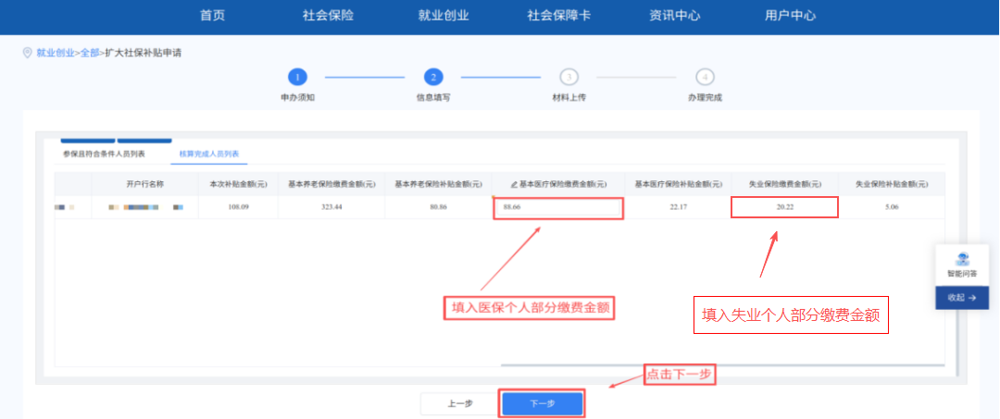 首页 社会保险 就业创业 社会保障卡 资讯中心 用户中心
就业创业>全部>扩大社保补贴申请
1 2 3 4
申办须知 信息填写 材料上传 办理完成
参保且符合条件人员列表 核算完成人员列表
开户行名称 本次补贴金额(元) 基本养老保险缴费金额(元) 基本养老保险补贴金额(元) 基本医疗保险缴费金额(元) 基本医疗保险补贴金额(元) 失业保险缴费金额(元) 失业保险补贴金额(元)
108.09 323.44 80.86 88.66 22.17 20.22 5.06
智能问答
收起 →
填入医保个人部分缴费金额
填入失业个人部分缴费金额
点击下一步
上一步 下一步